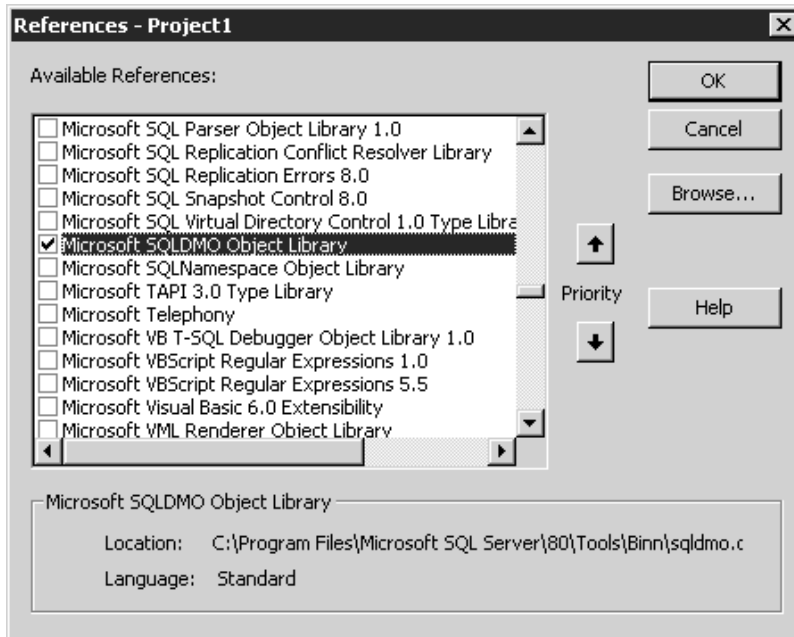 References - Project1
Available References:
Microsoft SQL Parser Object Library 1.0
Microsoft SQL Replication Conflict Resolver Library
Microsoft SQL Replication Errors 8.0
Microsoft SQL Snapshot Control 8.0
Microsoft SQL Virtual Directory Control 1.0 Type Libra
Microsoft SQLDMO Object Library
Microsoft SQLNamespace Object Library
Microsoft TAPI 3.0 Type Library
Microsoft Telephony
Microsoft VB T-SQL Debugger Object Library 1.0
Microsoft VBScript Regular Expressions 1.0
Microsoft VBScript Regular Expressions 5.5
Microsoft Visual Basic 6.0 Extensibility
Microsoft VML Renderer Object Library
OK
Cancel
Browse...
Priority
Help
Microsoft SQLDMO Object Library
Location: C:\Program Files\Microsoft SQL Server\80\Tools\Binn\sqldmo.c
Language: Standard